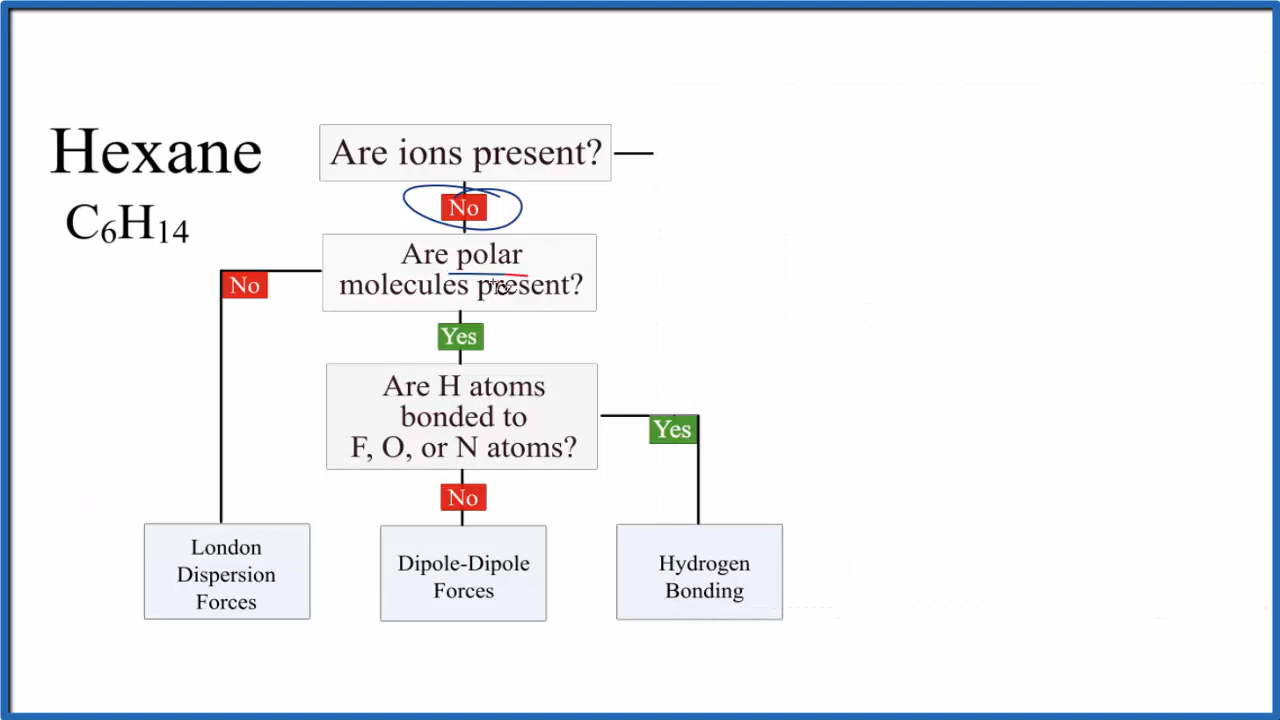 Hexane
C₆H₁₄
Are ions present?
No
Are polar
molecules present?
No
Yes
Are H atoms
bonded to
F, O, or N atoms?
Yes
No
London
Dispersion
Forces
Dipole-Dipole
Forces
Hydrogen
Bonding